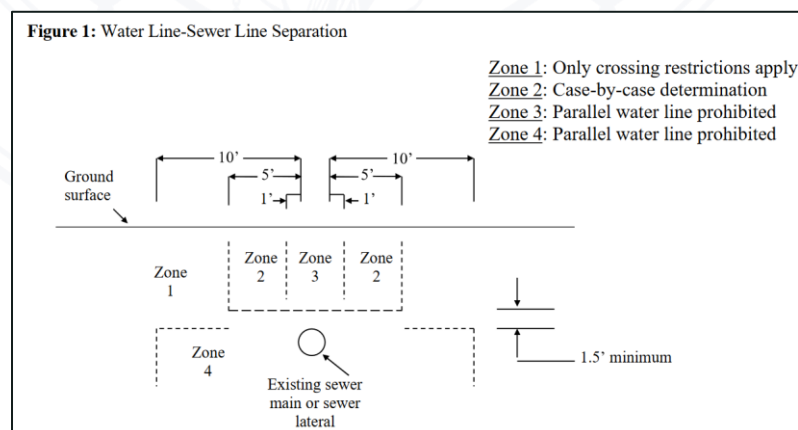 Figure 1: Water Line-Sewer Line Separation
Zone 1: Only crossing restrictions apply
Zone 2: Case-by-case determination
Zone 3: Parallel water line prohibited
Zone 4: Parallel water line prohibited
10’
10’
5’
5’
1’
1’
Ground
surface
Zone
1
Zone
2
Zone
3
Zone
2
Zone
4
1.5’ minimum
Existing sewer
main or sewer
lateral